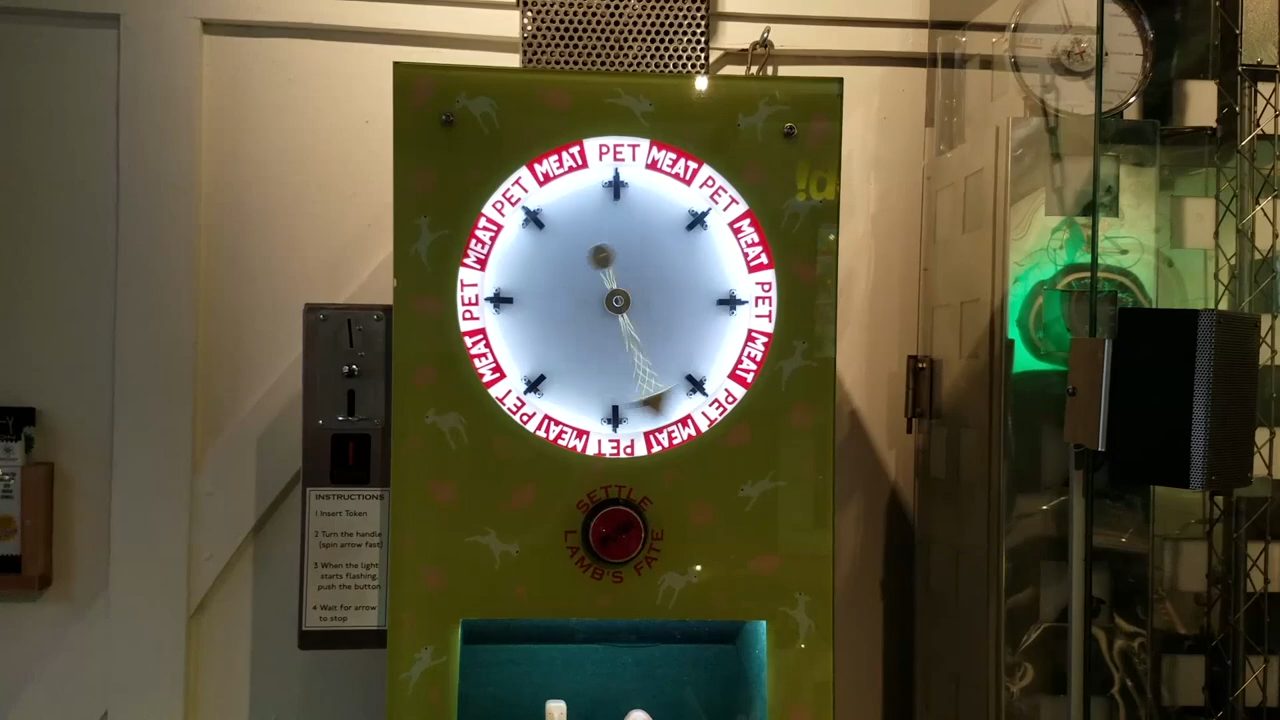 PET
MEAT
PET
MEAT
PET
MEAT
PET
MEAT
PET
MEAT
PET
MEAT
PET
MEAT
PET
MEAT
SETTLE
LAMB'S FATE
INSTRUCTIONS
1 Insert Token
2 Turn the handle
(spin arrow fast)
3 When the light
starts flashing,
push the button
4 Wait for arrow
to stop